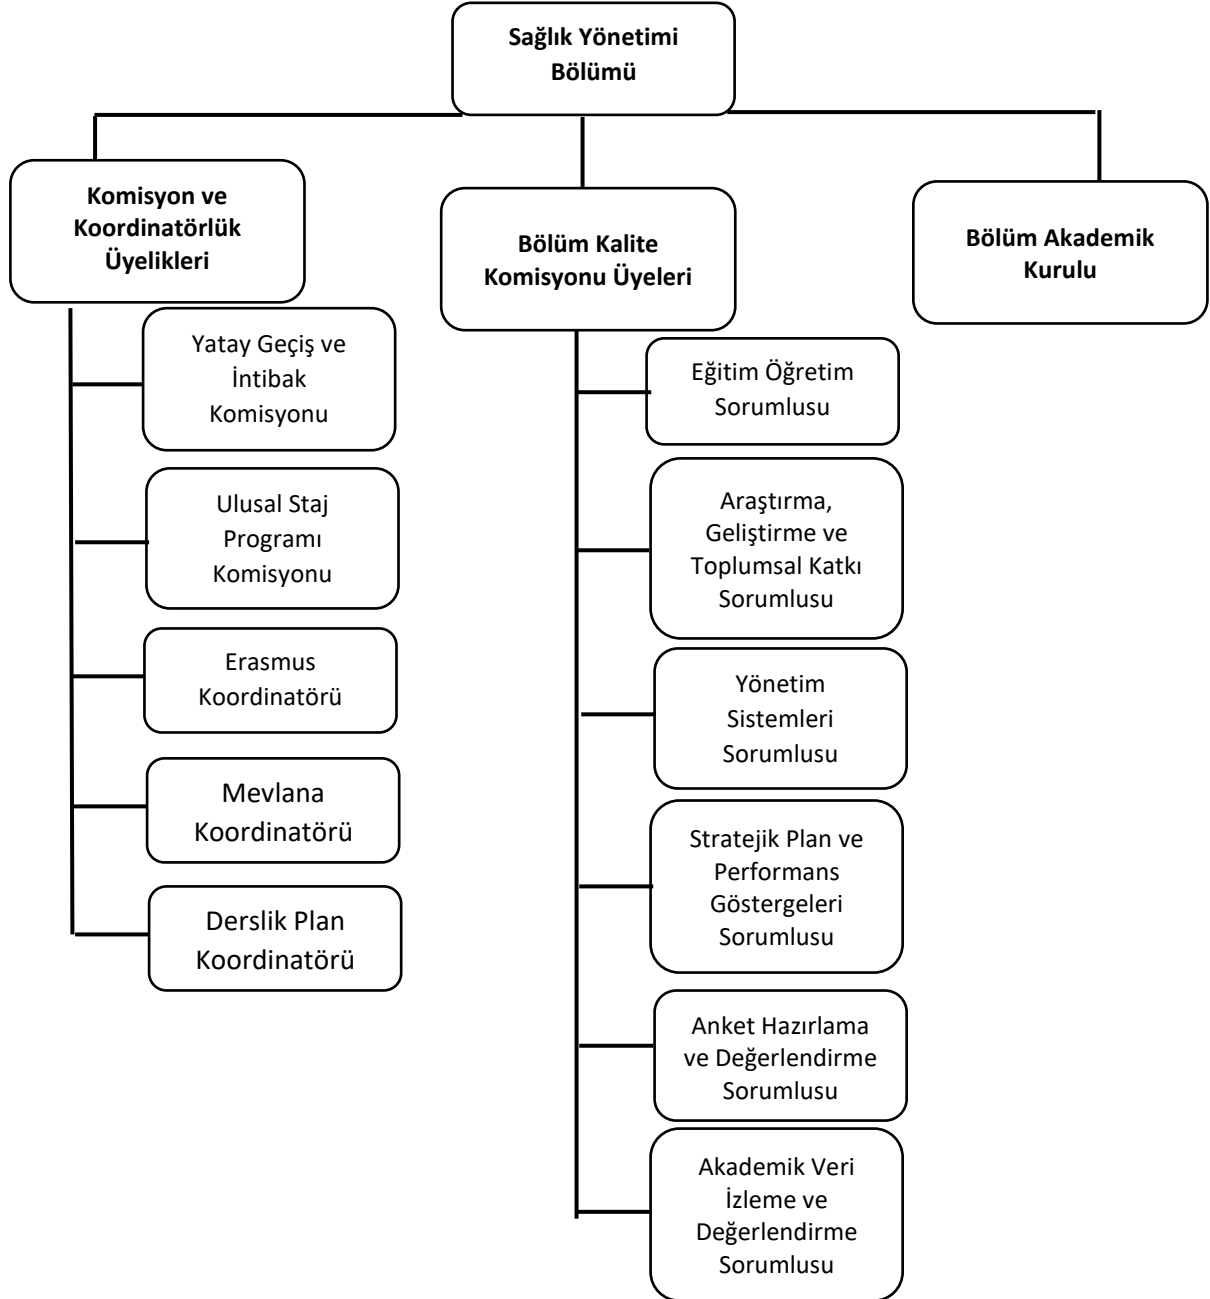 Sağlık Yönetimi
Bölümü
Komisyon ve
Koordinatörlük
Üyelikleri
Bölüm Kalite
Komisyonu Üyeleri
Bölüm Akademik
Kurulu
Yatay Geçiş ve
İntibak
Komisyonu
Ulusal Staj
Programı
Komisyonu
Erasmus
Koordinatörü
Mevlana
Koordinatörü
Derslik Plan
Koordinatörü
Eğitim Öğretim
Sorumlusu
Araştırma,
Geliştirme ve
Toplumsal Katkı
Sorumlusu
Yönetim
Sistemleri
Sorumlusu
Stratejik Plan ve
Performans
Göstergeleri
Sorumlusu
Anket Hazırlama
ve Değerlendirme
Sorumlusu
Akademik Veri
İzleme ve
Değerlendirme
Sorumlusu